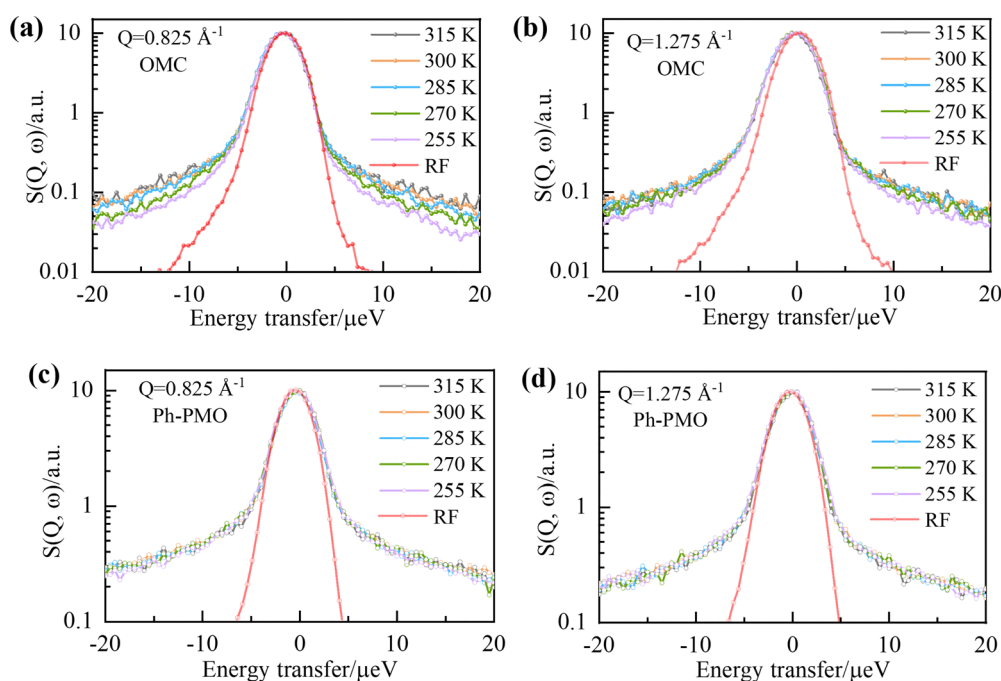 (a)
Q=0.825 Å-1
OMC
315 K
300 K
285 K
270 K
255 K
RF
S(Q, ω)/a.u.
10
1
0.1
0.01
-20
-10
0
10
20
Energy transfer/μeV
(b)
Q=1.275 Å-1
OMC
315 K
300 K
285 K
270 K
255 K
RF
S(Q, ω)/a.u.
10
1
0.1
0.01
-20
-10
0
10
20
Energy transfer/μeV
(c)
Q=0.825 Å-1
Ph-PMO
315 K
300 K
285 K
270 K
255 K
RF
S(Q, ω)/a.u.
10
1
0.1
-20
-10
0
10
20
Energy transfer/μeV
(d)
Q=1.275 Å-1
Ph-PMO
315 K
300 K
285 K
270 K
255 K
RF
S(Q, ω)/a.u.
10
1
0.1
-20
-10
0
10
20
Energy transfer/μeV